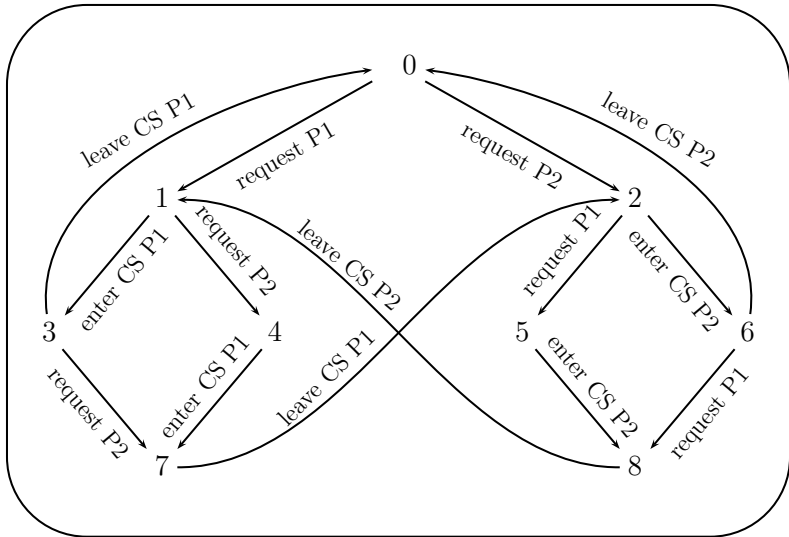 0
leave CS P1
leave CS P2
request P1
request P2
1
2
request P2
leave CS P2
request P1
enter CS P1
enter CS P2
3
4
5
6
request P2
enter CS P1
leave CS P1
enter CS P2
request P1
7
8